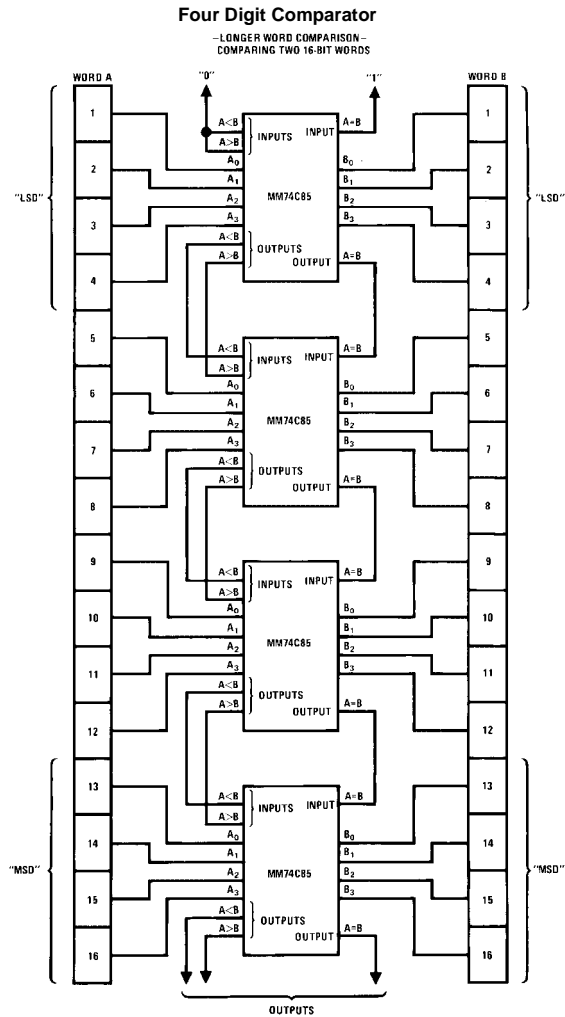 Four Digit Comparator
–LONGER WORD COMPARISON–
COMPARING TWO 16-BIT WORDS
WORD A "0" "1" WORD B
1 A<B INPUTS INPUT A=B 1
A>B
A0 B0
2 A1 B1 2
"LSD" A2 MM74C85 B2 "LSD"
3 A3 B3 3
A<B OUTPUTS
4 A>B OUTPUT A=B 4
5 A<B INPUTS INPUT A=B 5
A>B
A0 B0
6 A1 B1 6
A2 MM74C85 B2
7 A3 B3 7
A<B OUTPUTS
8 A>B OUTPUT A=B 8
9 A<B INPUTS INPUT A=B 9
A>B
A0 B0
10 A1 B1 10
A2 MM74C85 B2
11 A3 B3 11
A<B OUTPUTS
12 A>B OUTPUT A=B 12
13 A<B INPUTS INPUT A=B 13
A>B
A0 B0
14 A1 B1 14
"MSD" A2 MM74C85 B2 "MSD"
15 A3 B3 15
A<B OUTPUTS
16 A>B OUTPUT A=B 16
OUTPUTS